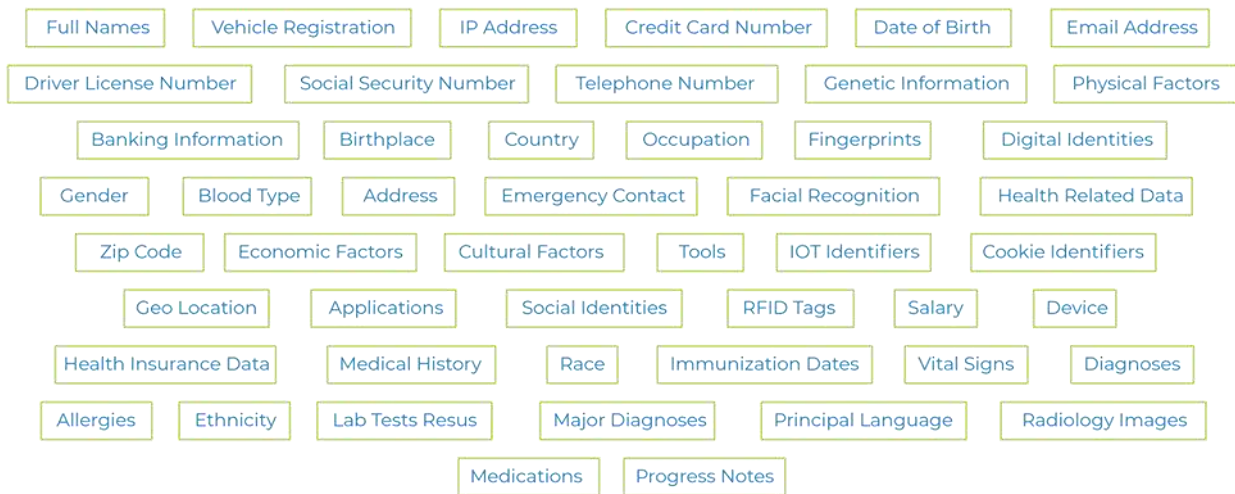 Full Names Vehicle Registration IP Address Credit Card Number Date of Birth Email Address
Driver License Number Social Security Number Telephone Number Genetic Information Physical Factors
Banking Information Birthplace Country Occupation Fingerprints Digital Identities
Gender Blood Type Address Emergency Contact Facial Recognition Health Related Data
Zip Code Economic Factors Cultural Factors Tools IOT Identifiers Cookie Identifiers
Geo Location Applications Social Identities RFID Tags Salary Device
Health Insurance Data Medical History Race Immunization Dates Vital Signs Diagnoses
Allergies Ethnicity Lab Tests Resus Major Diagnoses Principal Language Radiology Images
Medications Progress Notes